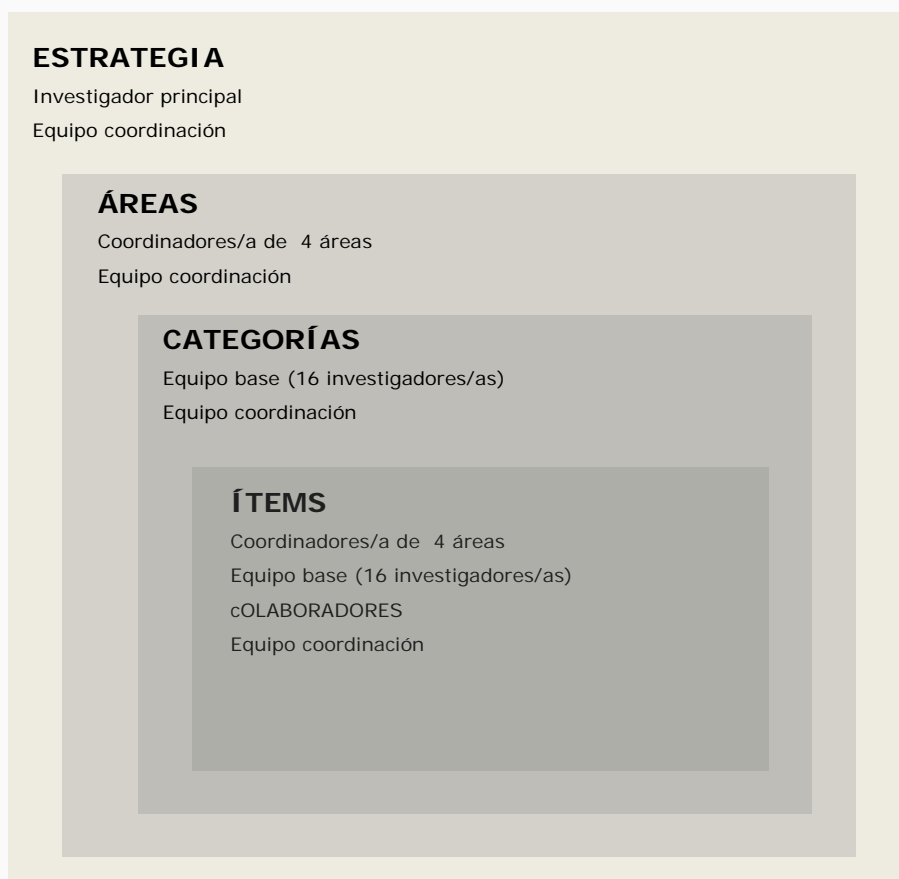 ESTRATEGIA
Investigador principal
Equipo coordinación
ÁREAS
Coordinadores/a de  4 áreas
Equipo coordinación
CATEGORÍAS
Equipo base (16 investigadores/as)
Equipo coordinación
ÍTEMS
Coordinadores/a de  4 áreas
Equipo base (16 investigadores/as)
cOLABORADORES
Equipo coordinación